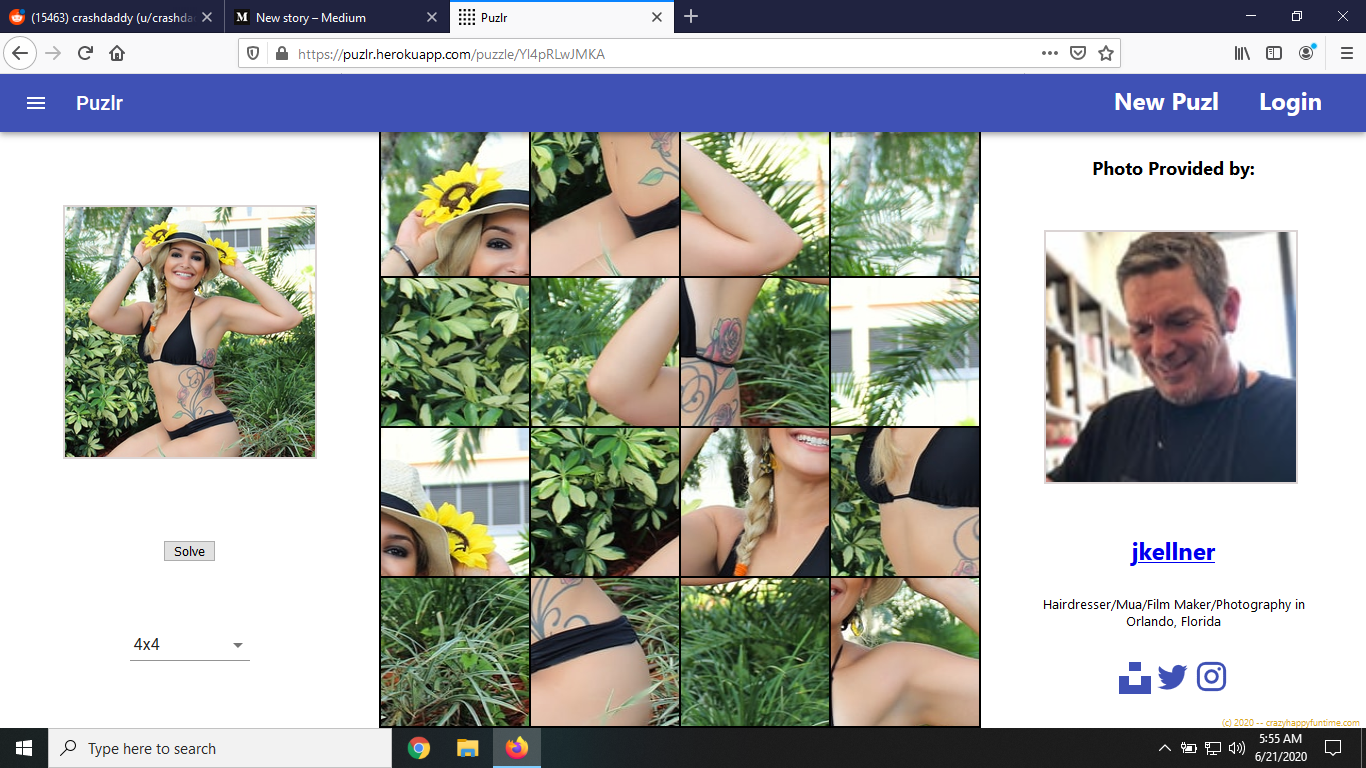 (15463) crashdaddy (u/crashda
New story – Medium
Puzlr
https://puzlr.herokuapp.com/puzzle/Yl4pRLwJMKA
Puzlr
New Puzl
Login
Photo Provided by:
Solve
jkellner
Hairdresser/Mua/Film Maker/Photography in
Orlando, Florida
4x4
(c) 2020 -- crazyhappyfuntime.com
Type here to search
5:55 AM
6/21/2020